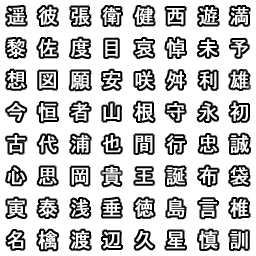 遥彼張衛健西遊満
黎佐度日哀悼未予
想図願安咲舛利雄
今恒者山根守永初
古代浦也間行忠誠
心思岡貴王誕布袋
寅泰浅垂徳島言椎
名檎渡辺久星慎訓